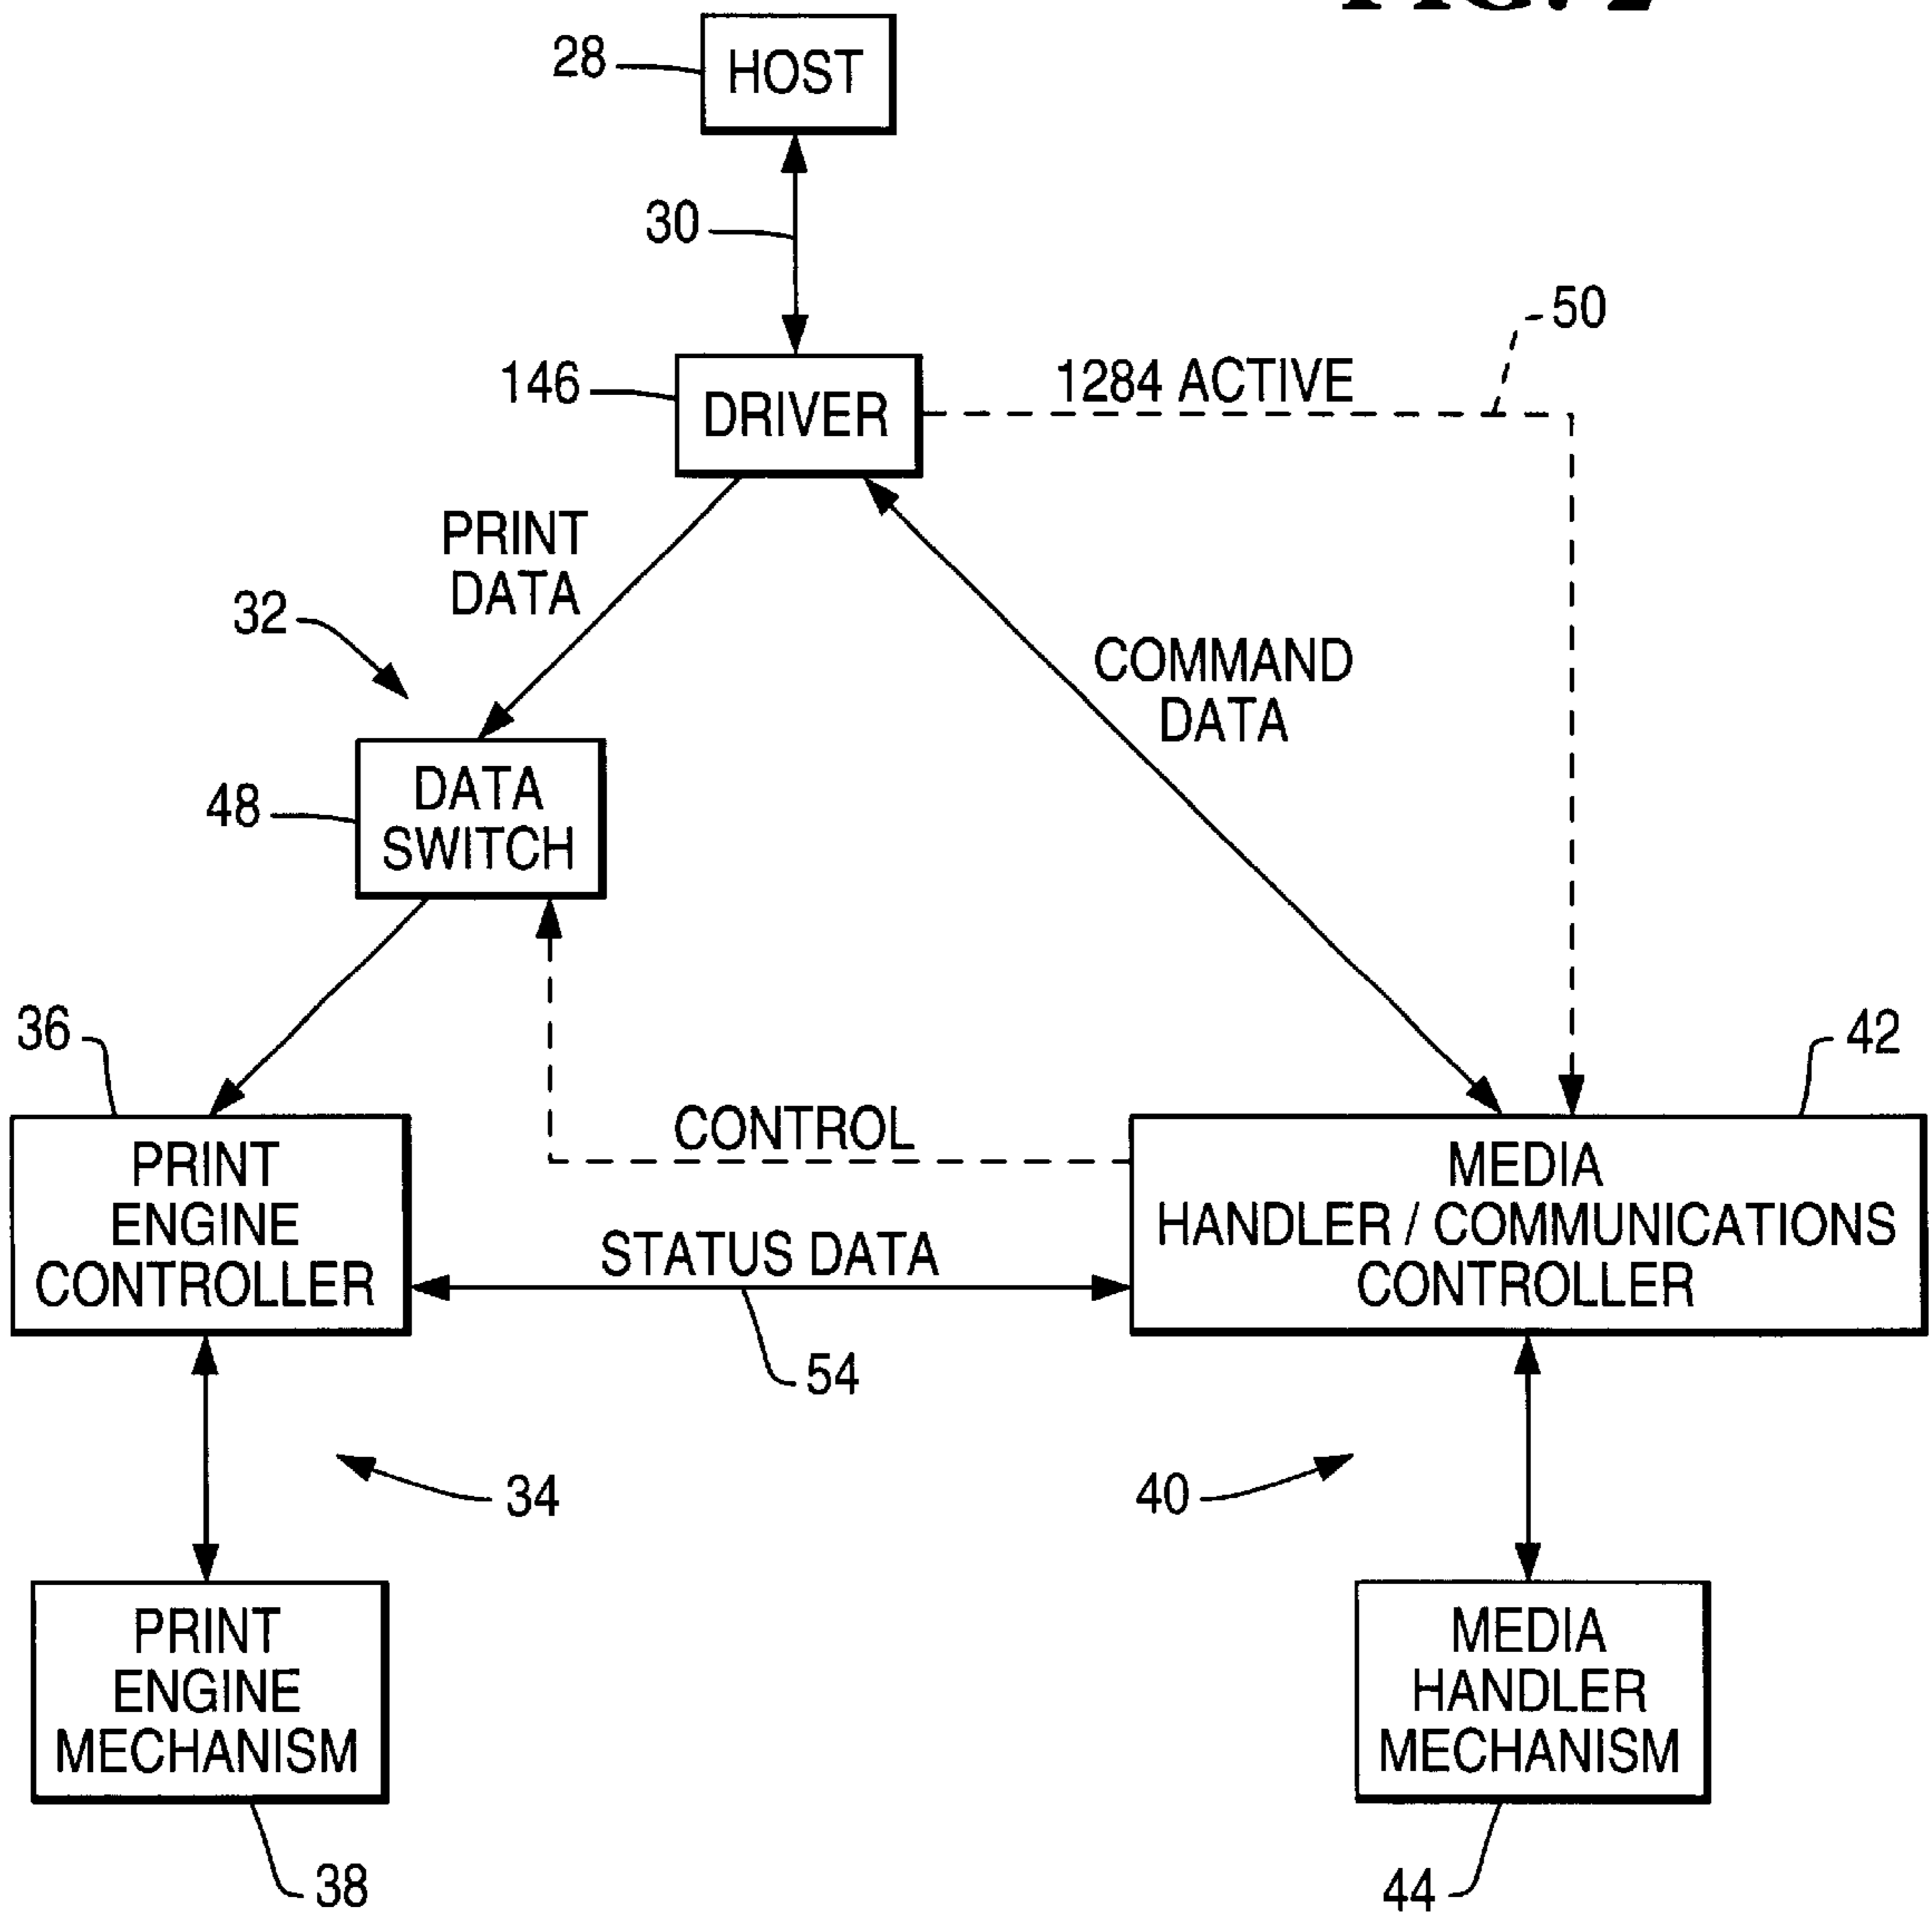 28
HOST
30
50
146
DRIVER
1284 ACTIVE
PRINT
DATA
32
COMMAND
DATA
48
DATA
SWITCH
36
42
CONTROL
PRINT
ENGINE
CONTROLLER
MEDIA
HANDLER / COMMUNICATIONS
CONTROLLER
STATUS DATA
54
34
40
PRINT
ENGINE
MECHANISM
MEDIA
HANDLER
MECHANISM
38
44